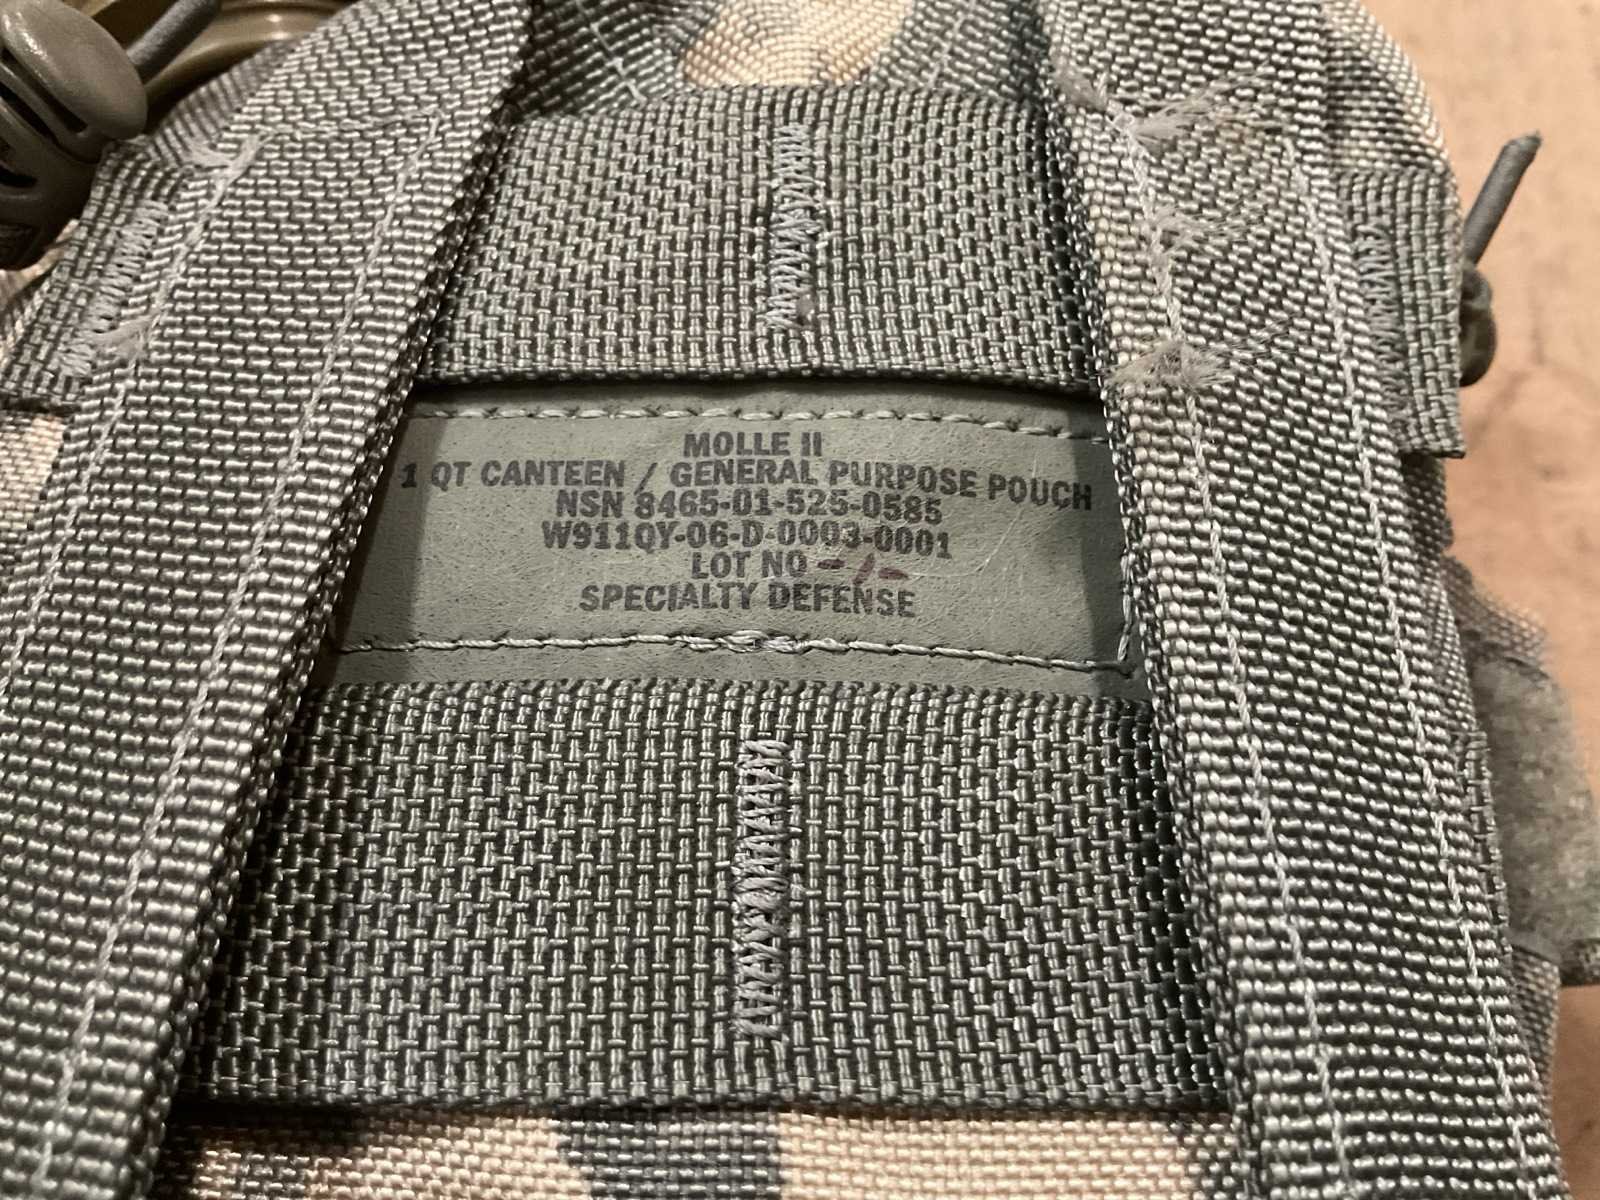 MOLLE II
1 QT CANTEEN / GENERAL PURPOSE POUCH
NSN 8465-01-525-0585
W911QY-06-D-0003-0001
LOT NO -/-
SPECIALTY DEFENSE